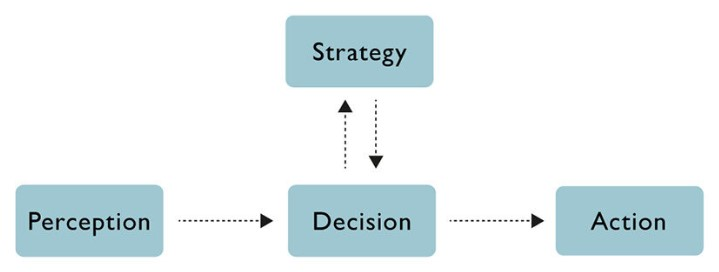 Strategy
Perception
Decision
Action